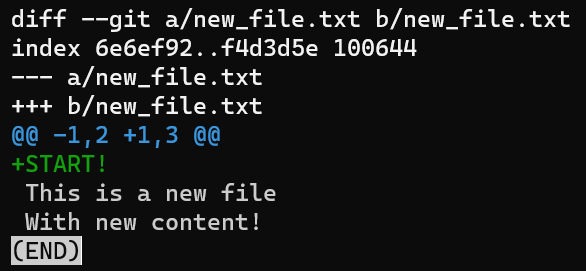 diff --git a/new_file.txt b/new_file.txt
index 6e6ef92..f4d3d5e 100644
--- a/new_file.txt
+++ b/new_file.txt
@@ -1,2 +1,3 @@
+START!
 This is a new file
 With new content!
(END)